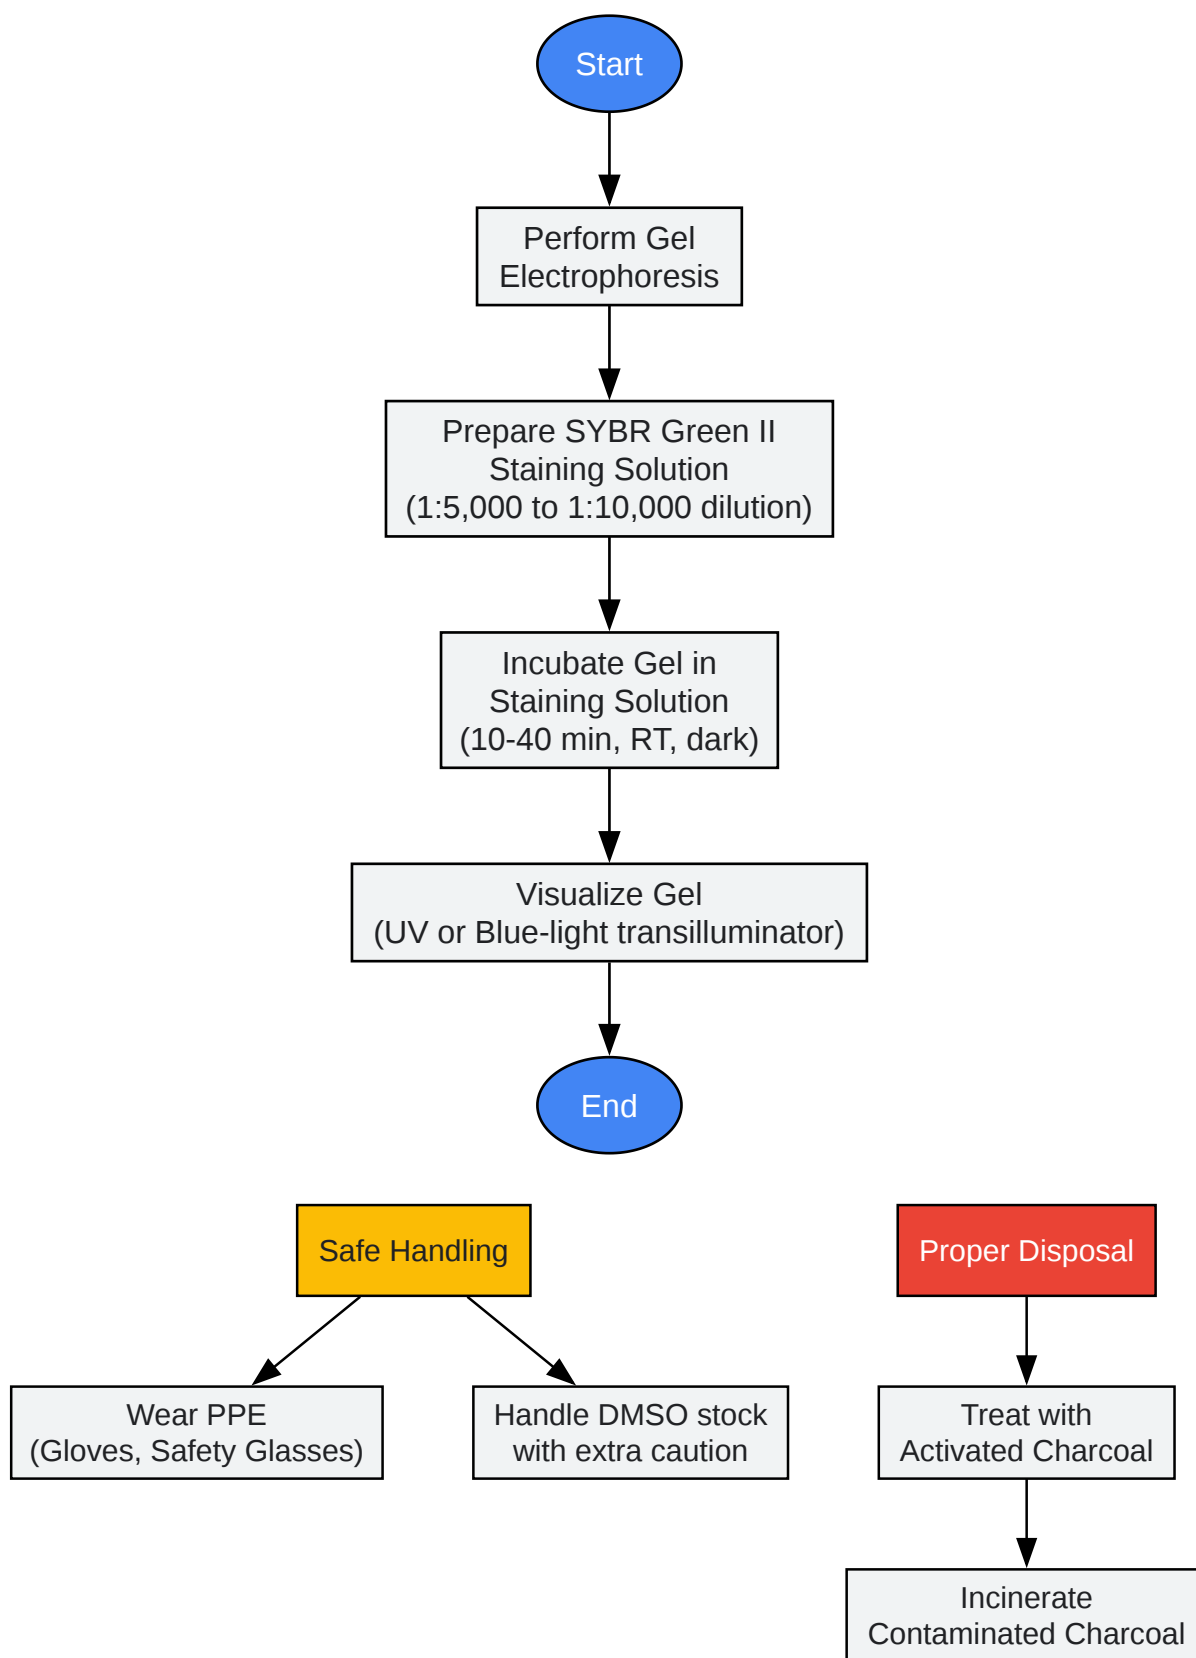 Start
Perform Gel
Electrophoresis
Prepare SYBR Green II
Staining Solution
(1:5,000 to 1:10,000 dilution)
Incubate Gel in
Staining Solution
(10-40 min, RT, dark)
Visualize Gel
(UV or Blue-light transilluminator)
End
Safe Handling
Proper Disposal
Wear PPE
(Gloves, Safety Glasses)
Handle DMSO stock
with extra caution
Treat with
Activated Charcoal
Incinerate
Contaminated Charcoal